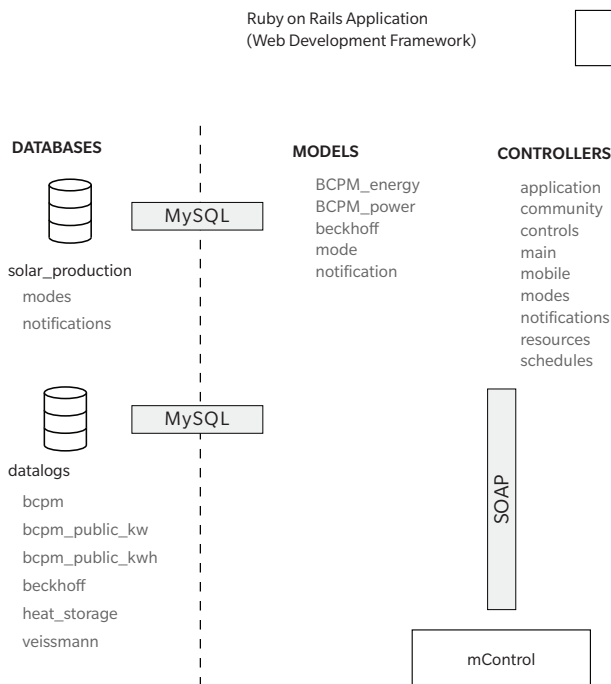 Ruby on Rails Application
(Web Development Framework)
DATABASES
MySQL
solar_production
modes
notifications
MySQL
datalogs
bcpm
bcpm_public_kw
bcpm_public_kwh
beckhoff
heat_storage
veissmann
MODELS
BCPM_energy
BCPM_power
beckhoff
mode
notification
CONTROLLERS
application
community
controls
main
mobile
modes
notifications
resources
schedules
SOAP
mControl